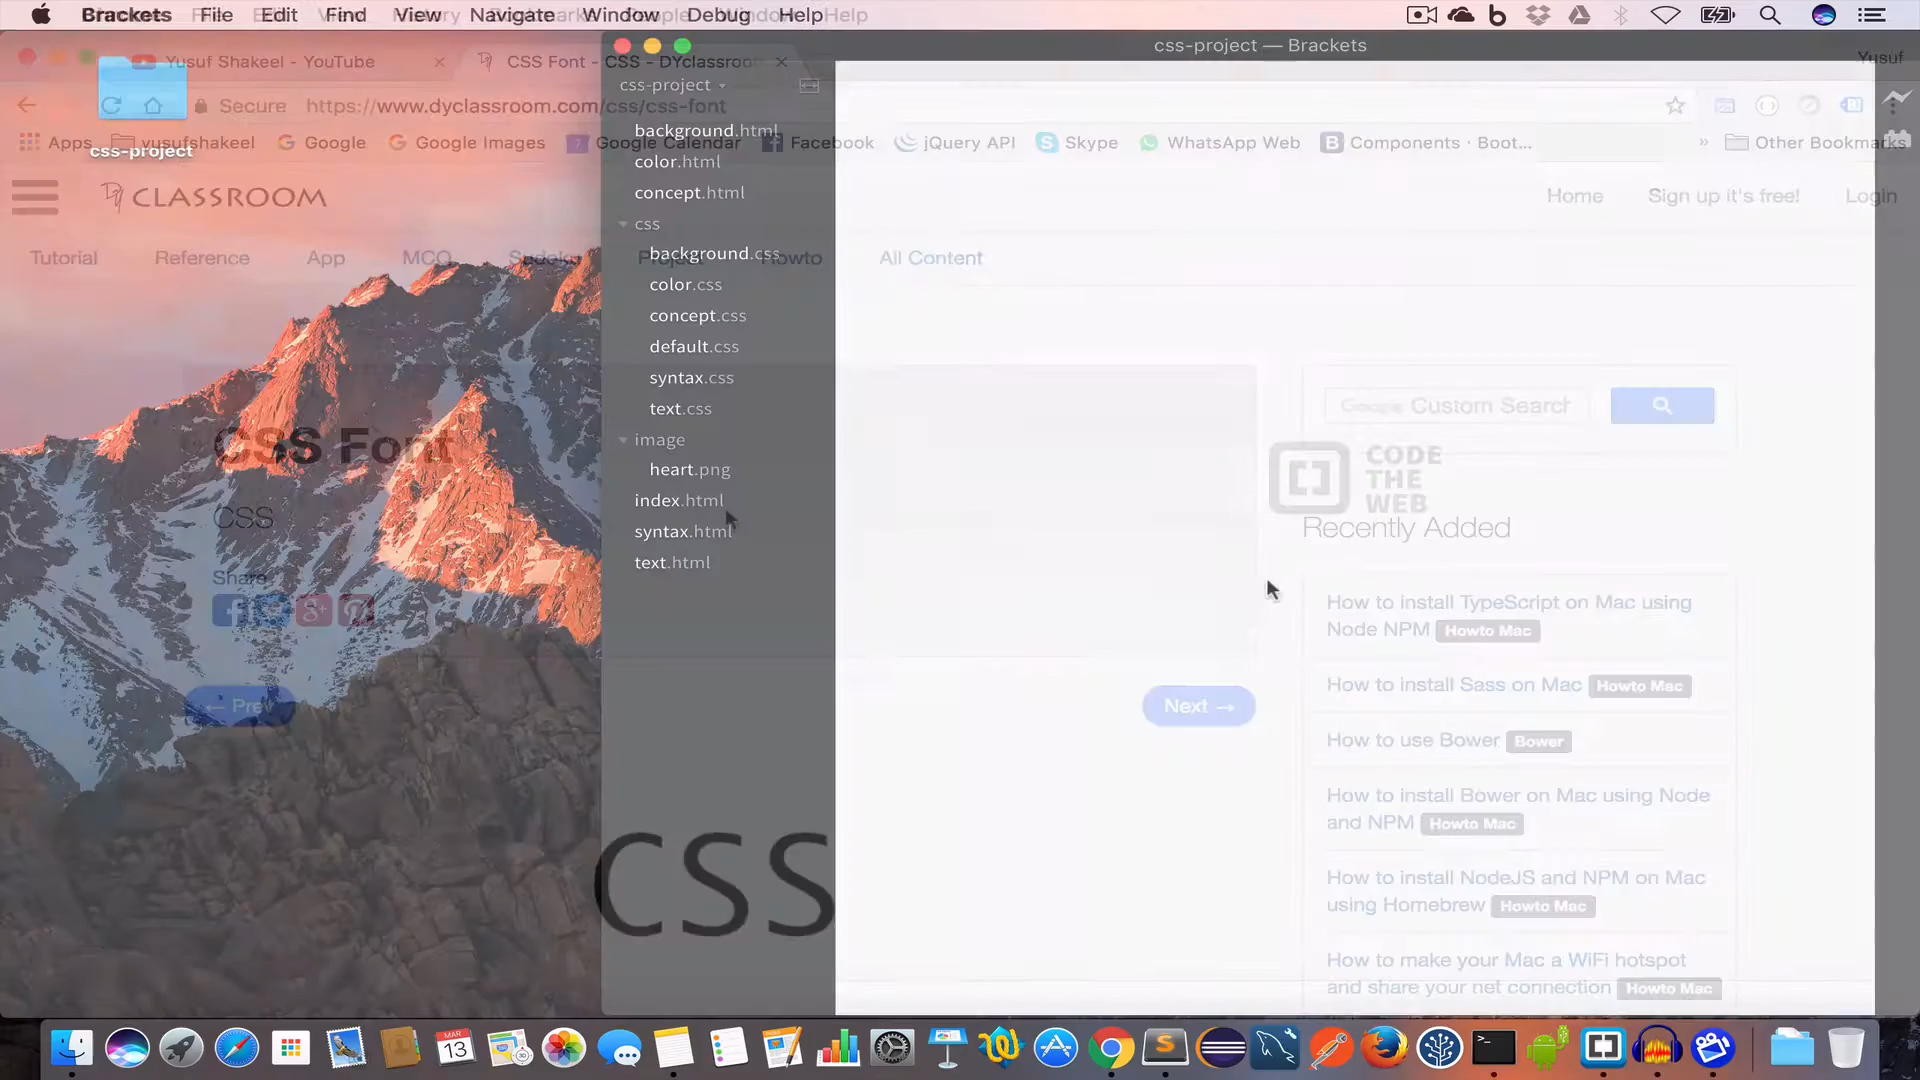 Brackets File Edit Find View Navigate Window Debug Help
css-project — Brackets
Yusuf
Yusuf Shakeel - YouTube
CSS Font - CSS - DYclassroom
css-project
Secure https://www.dyclassroom.com/css/css-font
Apps yusufshakeel Google Google Images Google Calendar Facebook jQuery API Skype WhatsApp Web Components · Boot... » Other Bookmarks
css-project
background.html
color.html
concept.html
css
background.css
color.css
concept.css
default.css
syntax.css
text.css
image
heart.png
index.html
syntax.html
text.html
CLASSROOM
Home Sign up it's free! Login
Tutorial Reference App MCQ Sudoku Project Howto All Content
CSS Font
CSS
Share
← Prev
Next →
CSS
Google Custom Search
CODE
THE
WEB
Recently Added
How to install TypeScript on Mac using
Node NPM Howto Mac
How to install Sass on Mac Howto Mac
How to use Bower Bower
How to install Bower on Mac using Node
and NPM Howto Mac
How to install NodeJS and NPM on Mac
using Homebrew Howto Mac
How to make your Mac a WiFi hotspot
and share your net connection Howto Mac
MAR
13